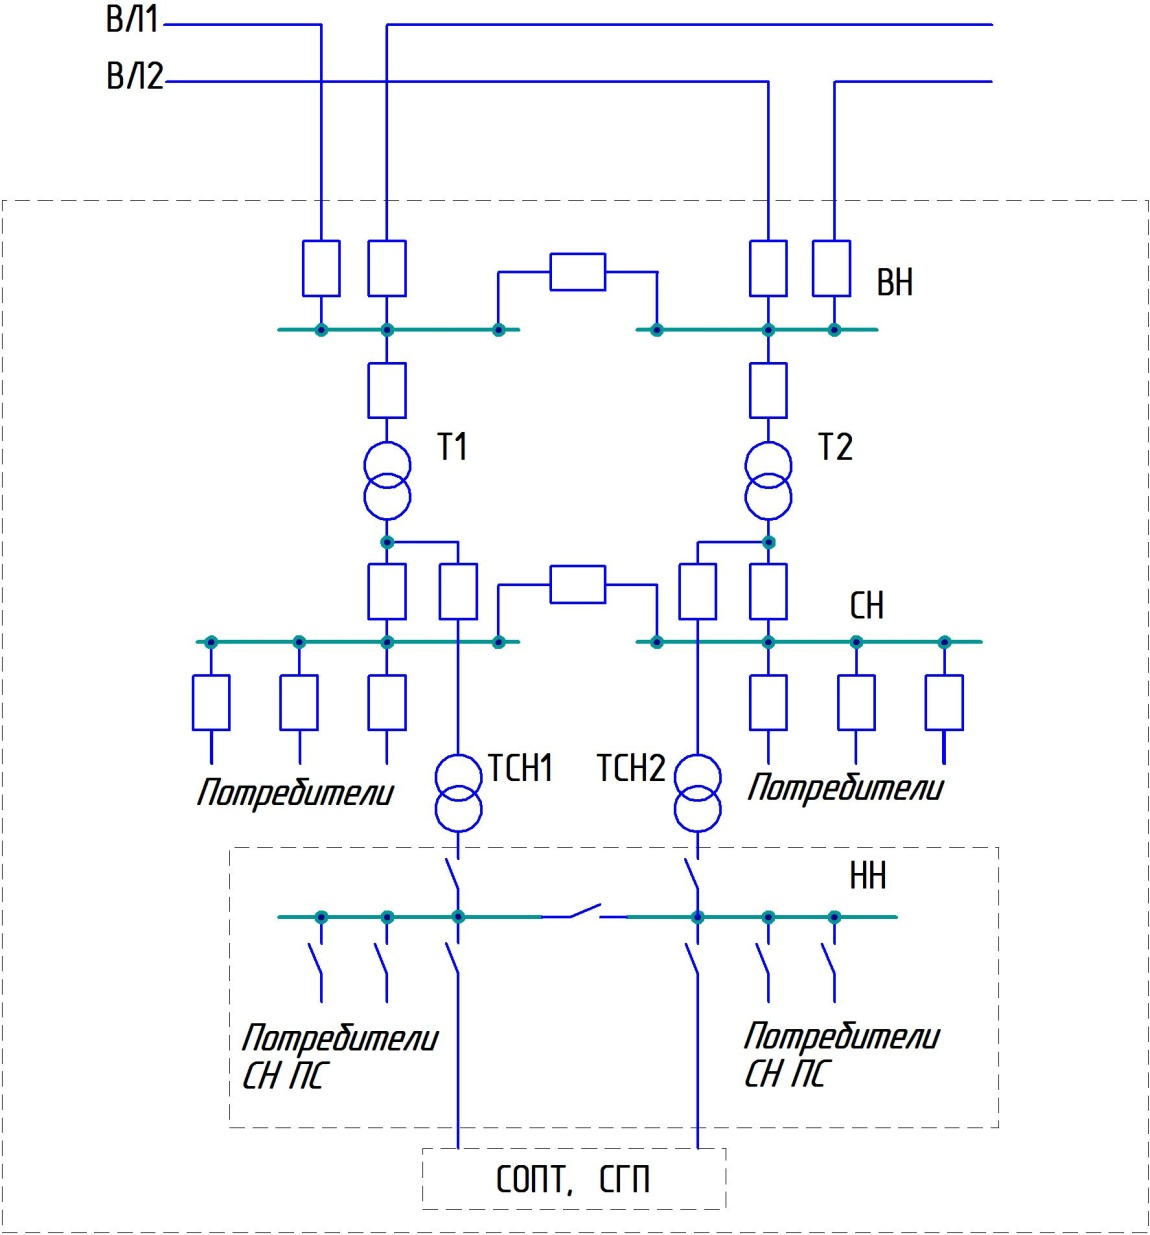 ВЛ1
ВЛ2
ВН
Т1
Т2
СН
ТСН1
ТСН2
Потребители
Потребители
НН
Потребители
СН ПС
Потребители
СН ПС
СОПТ, СГП